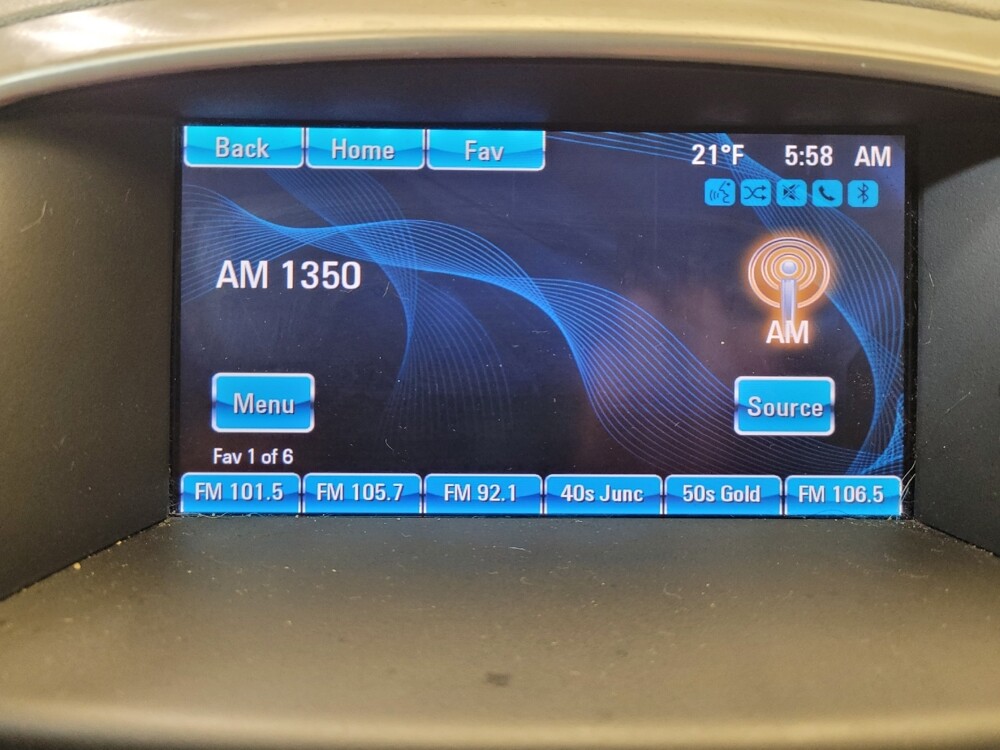 Back Home Fav 21°F 5:58 AM
AM 1350
AM
Menu Source
Fav 1 of 6
FM 101.5 FM 105.7 FM 92.1 40s Junc 50s Gold FM 106.5